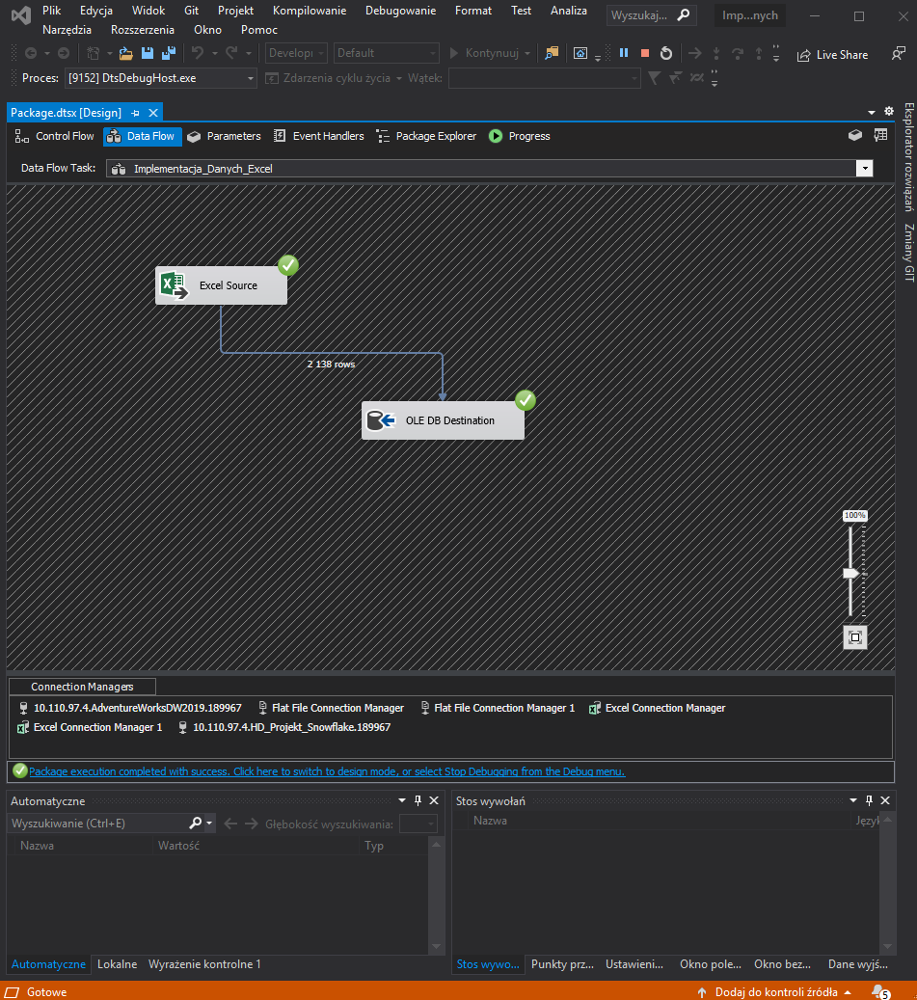 Plik Edycja Widok Git Projekt Kompilowanie Debugowanie Format Test Analiza Wyszukaj... Imp...nych
Narzędzia Rozszerzenia Okno Pomoc
Develop Default Kontynuuj Live Share
Proces: [9152] DtsDebugHost.exe Zdarzenia cyklu życia Wątek:
Package.dtsx [Design]
Control Flow Data Flow Parameters Event Handlers Package Explorer Progress
Data Flow Task: Implementacja_Danych_Excel
Eksplorator rozwiązań
Zmiany GIT
Excel Source
2 138 rows
OLE DB Destination
100%
Connection Managers
10.110.97.4.AdventureWorksDW2019.189967 Flat File Connection Manager Flat File Connection Manager 1 Excel Connection Manager
Excel Connection Manager 1 10.110.97.4.HD_Projekt_Snowflake.189967
Package execution completed with success. Click here to switch to design mode, or select Stop Debugging from the Debug menu.
Automatyczne
Wyszukiwanie (Ctrl+E) Głębokość wyszukiwania:
Nazwa Wartość Typ
Automatyczne Lokalne Wyrażenie kontrolne 1
Stos wywołań
Nazwa Język
Stos wywo... Punkty prz... Ustawieni... Okno pole... Okno bez... Dane wyjś...
Gotowe Dodaj do kontroli źródła 5